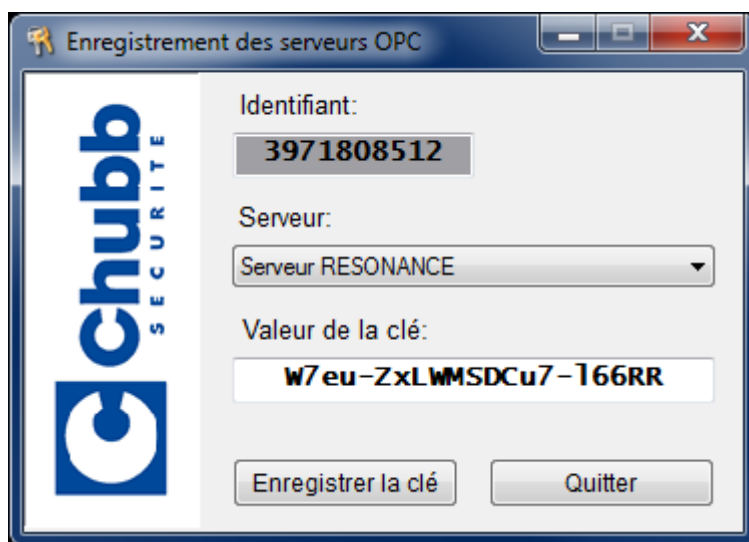 Enregistrement des serveurs OPC
Chubb
SECURITE
Identifiant:
3971808512
Serveur:
Serveur RESONANCE
Valeur de la clé:
W7eu-ZxLWMSDCu7-l66RR
Enregistrer la clé
Quitter